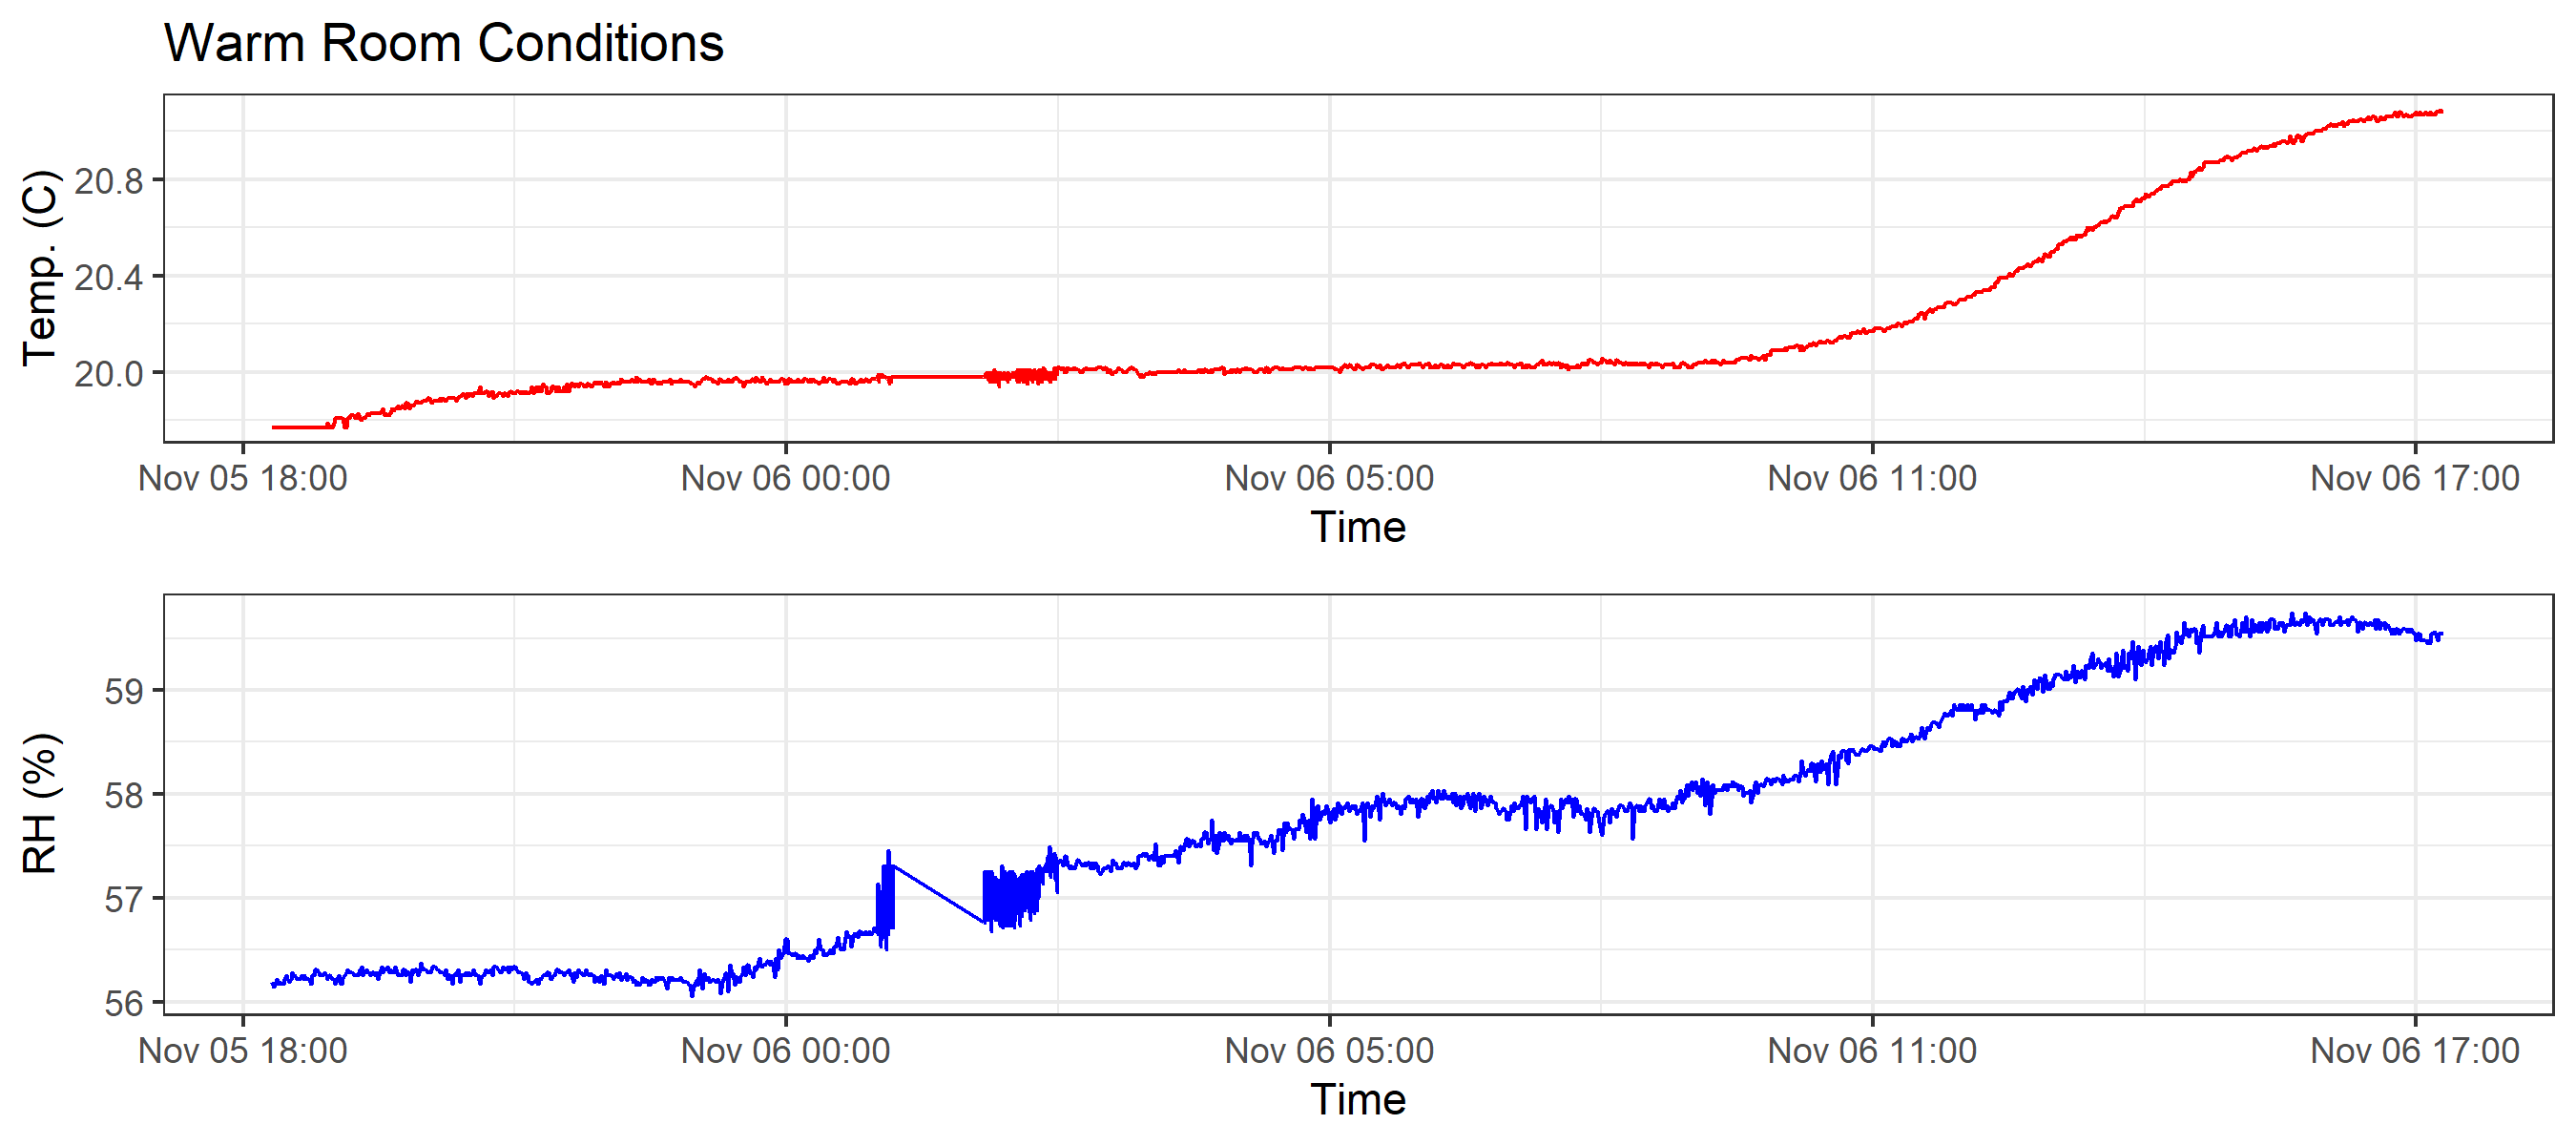 Warm Room Conditions
Temp. (C)
20.8
20.4
20.0
Nov 05 18:00 Nov 06 00:00 Nov 06 05:00 Nov 06 11:00 Nov 06 17:00
Time
RH (%)
59
58
57
56
Nov 05 18:00 Nov 06 00:00 Nov 06 05:00 Nov 06 11:00 Nov 06 17:00
Time